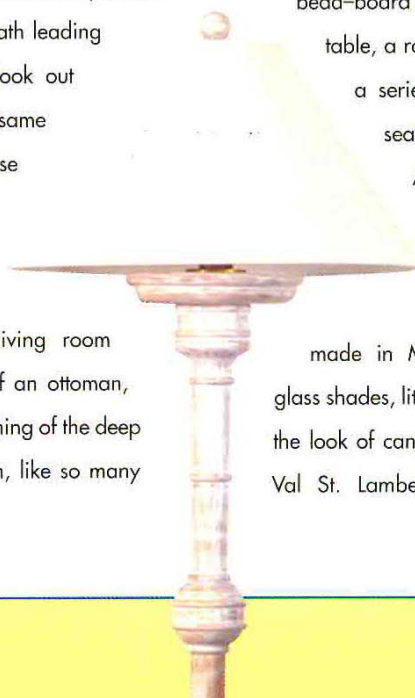 ath leading
ook out
same
se
iving room
f an ottoman,
ning of the deep
, like so many
bead-board
table, a ro
a serie
sea
made in M
glass shades, lit
the look of can
Val St. Lambe